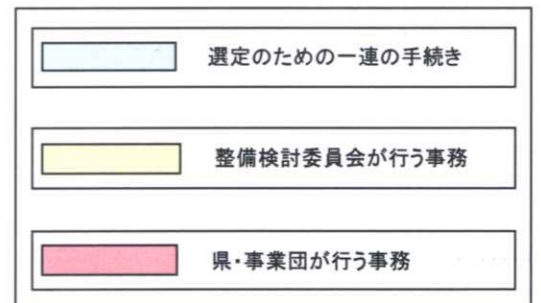 選定のための一連の手続き
整備検討委員会が行う事務
県・事業団が行う事務